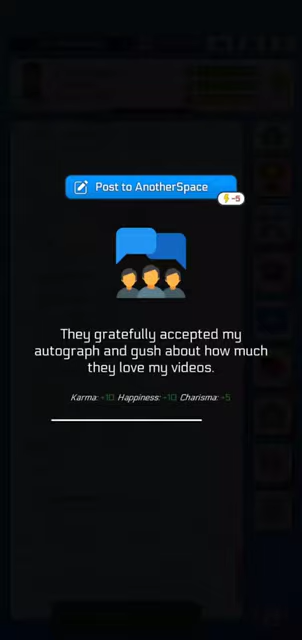 Post to AnotherSpace
-5
They gratefully accepted my
autograph and gush about how much
they love my videos.
Karma: +10 Happiness: +10 Charisma: +5